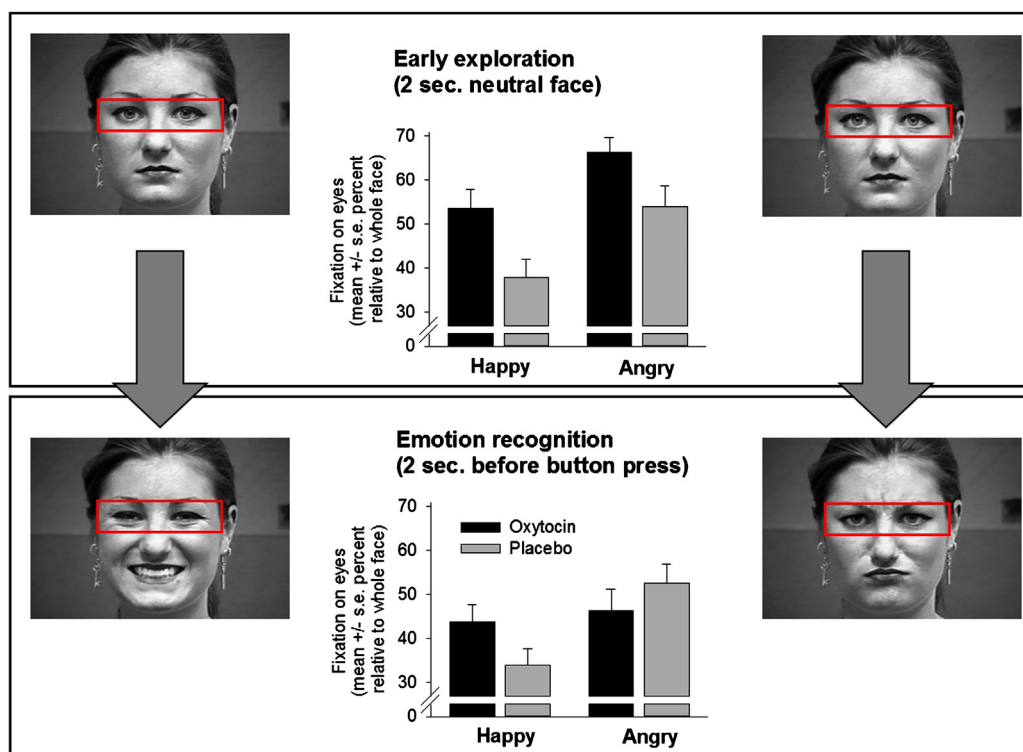 Early exploration
(2 sec. neutral face)
Fixation on eyes
(mean +/- s.e. percent
relative to whole face)
70
60
50
40
30
0
Happy Angry
Emotion recognition
(2 sec. before button press)
Fixation on eyes
(mean +/- s.e. percent
relative to whole face)
70
60
50
40
30
0
Oxytocin
Placebo
Happy Angry